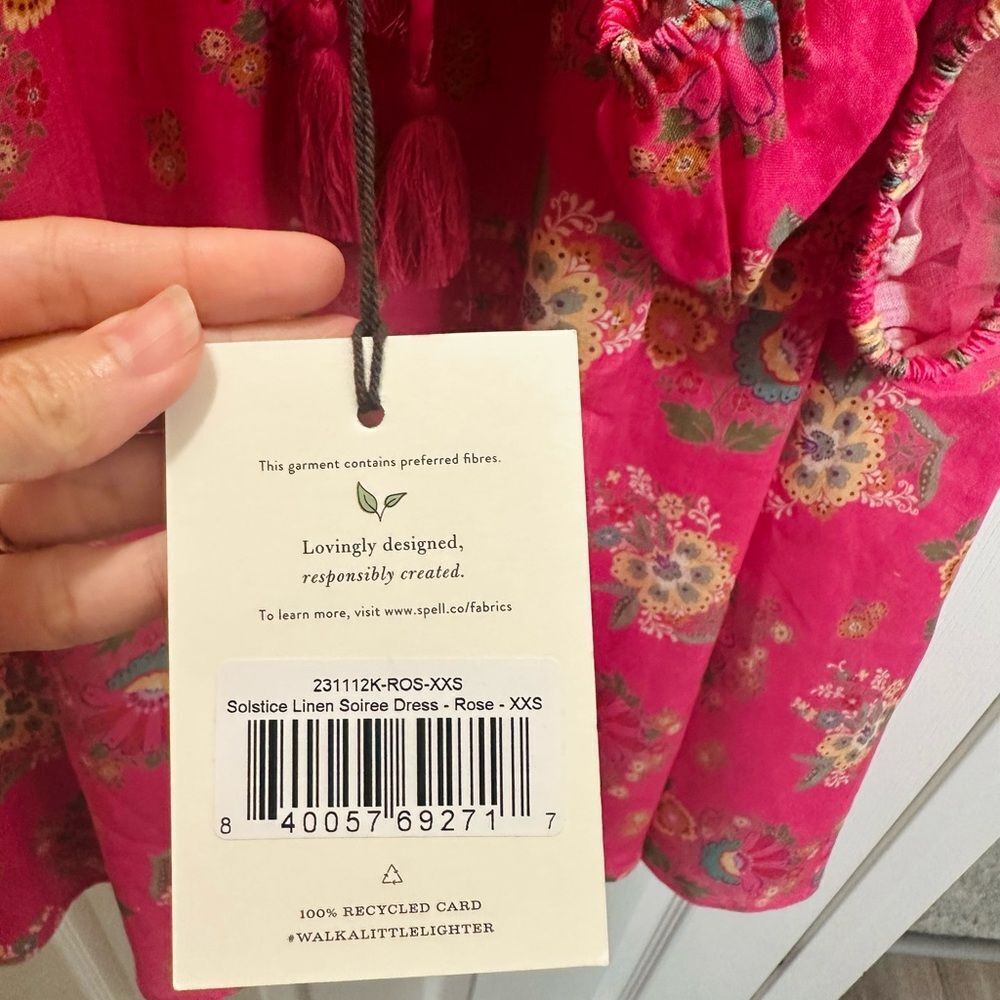 This garment contains preferred fibres.
Lovingly designed,
responsibly created.
To learn more, visit www.spell.co/fabrics
231112K-ROS-XXS
Solstice Linen Soiree Dress - Rose - XXS
8 40057 69271 7
100% RECYCLED CARD
#WALKALITTLELIGHTER